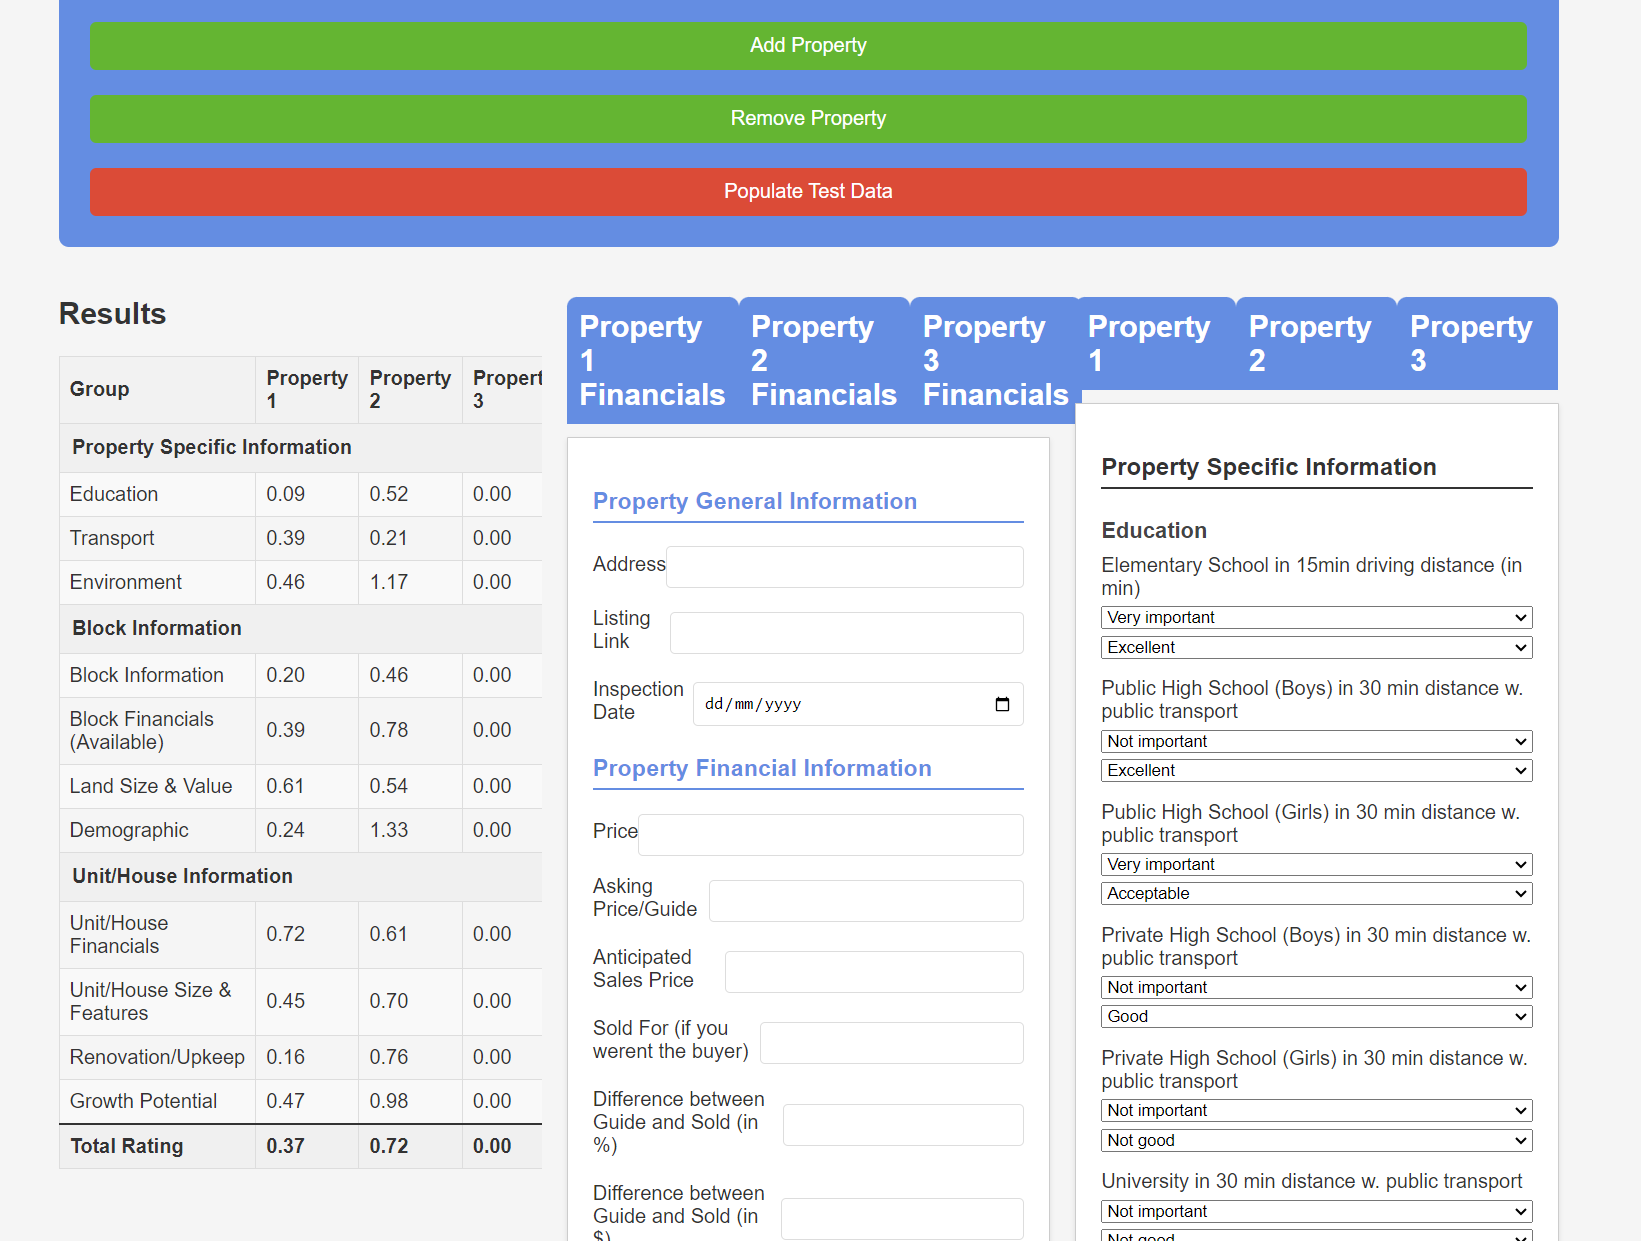 Add Property
Remove Property
Populate Test Data
Results
Group
Property
1
Property
2
Propert
3
Property Specific Information
Education 0.09 0.52 0.00
Transport 0.39 0.21 0.00
Environment 0.46 1.17 0.00
Block Information
Block Information 0.20 0.46 0.00
Block Financials
(Available) 0.39 0.78 0.00
Land Size & Value 0.61 0.54 0.00
Demographic 0.24 1.33 0.00
Unit/House Information
Unit/House
Financials 0.72 0.61 0.00
Unit/House Size &
Features 0.45 0.70 0.00
Renovation/Upkeep 0.16 0.76 0.00
Growth Potential 0.47 0.98 0.00
Total Rating 0.37 0.72 0.00
Property
1
Financials
Property
2
Financials
Property
3
Financials
Property General Information
Address
Listing
Link
Inspection
Date
dd/mm/yyyy
Property Financial Information
Price
Asking
Price/Guide
Anticipated
Sales Price
Sold For (if you
werent the buyer)
Difference between
Guide and Sold (in
%)
Difference between
Guide and Sold (in
$)
Property
1
Property
2
Property
3
Property Specific Information
Education
Elementary School in 15min driving distance (in
min)
Very important
Excellent
Public High School (Boys) in 30 min distance w.
public transport
Not important
Excellent
Public High School (Girls) in 30 min distance w.
public transport
Very important
Acceptable
Private High School (Boys) in 30 min distance w.
public transport
Not important
Good
Private High School (Girls) in 30 min distance w.
public transport
Not important
Not good
University in 30 min distance w. public transport
Not important
Not good